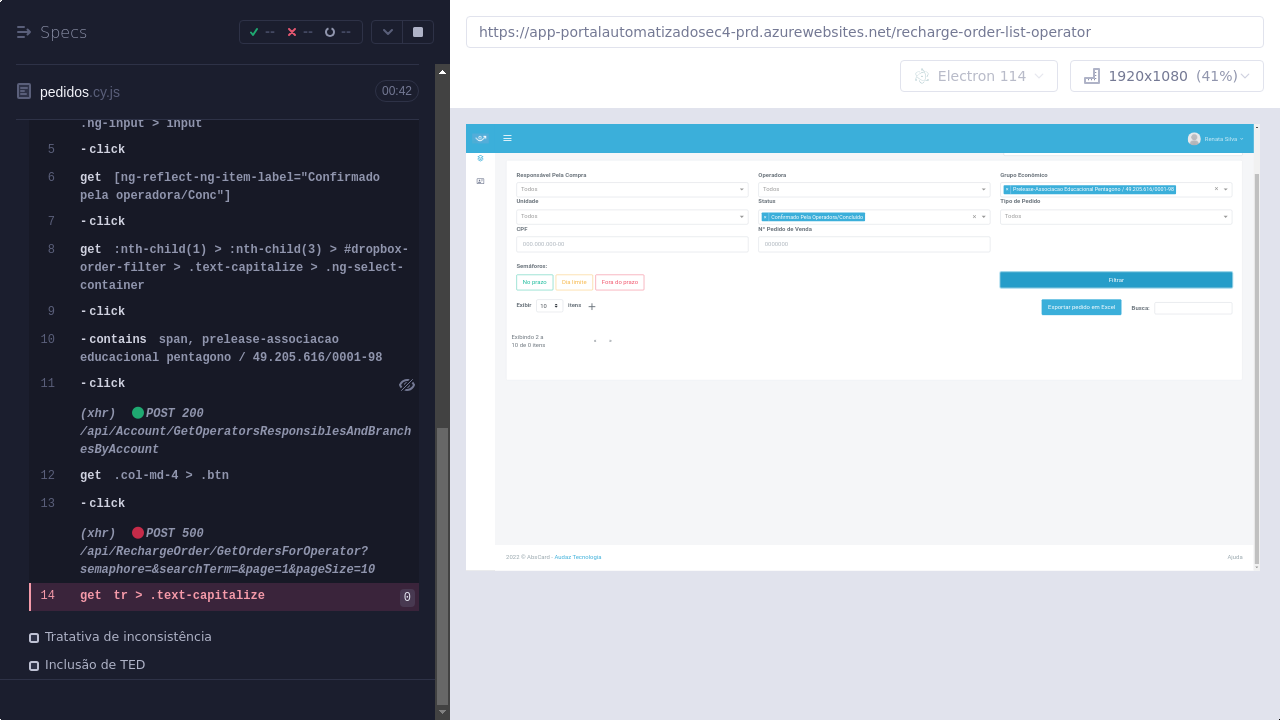 Specs
-- -- --
pedidos.cy.js 00:42
.ng-input > input
5 -click
6 get [ng-reflect-ng-item-label="Confirmado
Pela Operadora/Conc"]
7 -click
8 get :nth-child(1) > :nth-child(3) > #dropbox-
order-filter > .text-capitalize > .ng-select-
container
9 -click
10 -contains span, prelease-associacao
educacional pentagono / 49.205.616/0001-98
11 -click
(xhr) POST 200
/api/Account/GetOperatorsResponsiblesAndBranch
esByAccount
12 get .col-md-4 > .btn
13 -click
(xhr) POST 500
/api/RechargeOrder/GetOrdersForOperator?
semaphore=&searchTerm=&page=1&pageSize=10
14 get tr > .text-capitalize 0
Tratativa de inconsistência
Inclusão de TED
https://app-portalautomatizadosec4-prd.azurewebsites.net/recharge-order-list-operator
Electron 114 1920x1080 (41%)
Renata Silva
Responsável Pela Compra Operadora Grupo Econômico
Todos Todos × Prelease-Associacao Educacional Pentagono / 49.205.616/0001-98 ×
Unidade Status Tipo de Pedido
Todos × Confirmado Pela Operadora/Concluído × Todos
CPF Nº Pedido de Venda
000.000.000-00 0000000
Semáforos:
No prazo Dia limite Fora do prazo Filtrar
Exibir 10 itens + Exportar pedido em Excel Busca:
Exibindo 2 a
10 de 0 itens
2022 © AbsCard - Audaz Tecnologia Ajuda